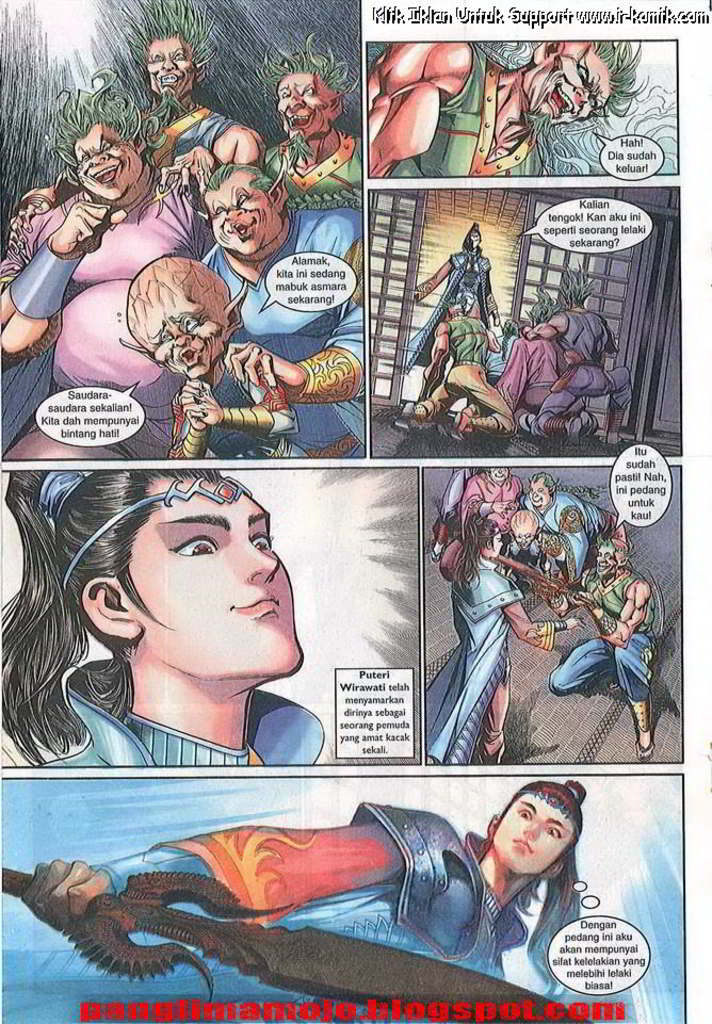 Klik Iklan Untuk Support www.i-komik.com
Alamak,
kita ini sedang
mabuk asmara
sekarang!
Saudara-
saudara sekalian!
Kita dah mempunyai
bintang hati!
Hah!
Dia sudah
keluar!
Kalian
tengok! Kan aku ini
seperti seorang lelaki
sekarang?
Puteri
Wirawati telah
menyamarkan
dirinya sebagai
seorang pemuda
yang amat kacak
sekali.
Itu
sudah
pasti! Nah,
ini pedang
untuk
kau!
Dengan
pedang ini aku
akan mempunyai
sifat kelelakian yang
melebihi lelaki
biasa!
panglimamojo.blogspot.com